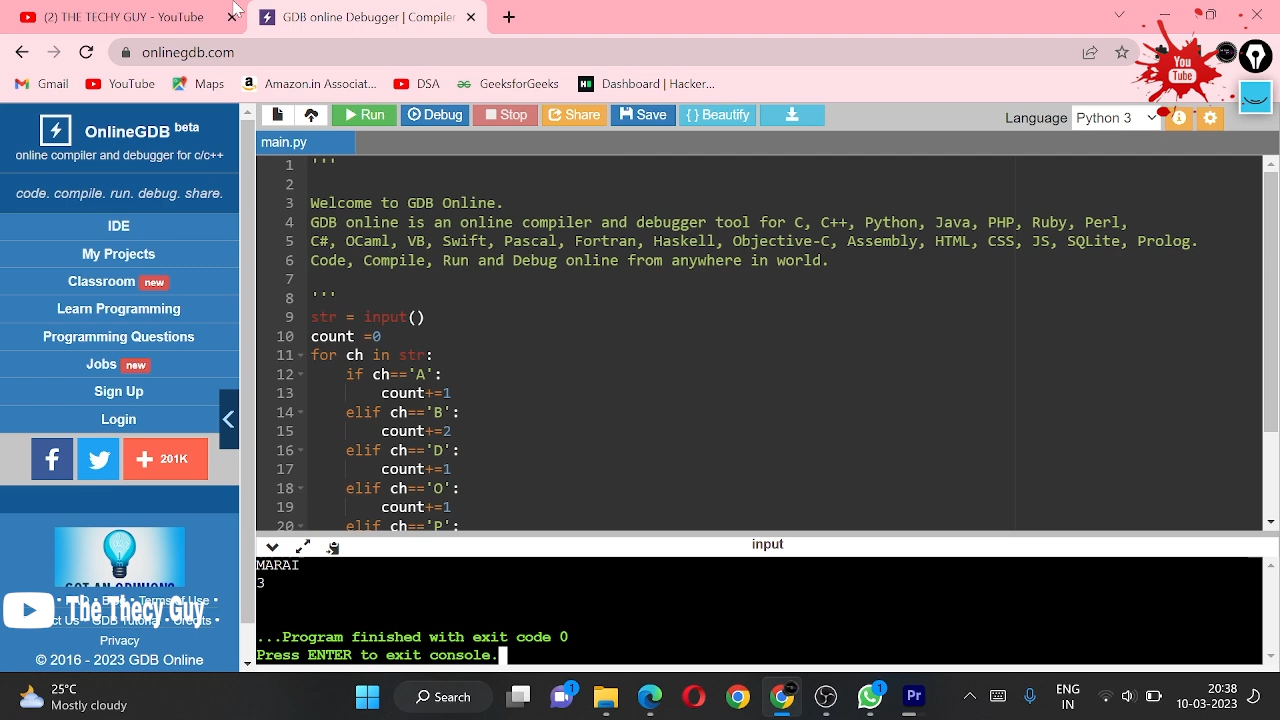 (2) THE TECHY GUY - YouTube
GDB online Debugger | Compiler
onlinegdb.com
Gmail
YouTube
Maps
Amazon.in Associat...
DSA
GeeksforGeeks
Dashboard | Hacker...
You
Tube
OnlineGDB beta
online compiler and debugger for c/c++
code. compile. run. debug. share.
IDE
My Projects
Classroom new
Learn Programming
Programming Questions
Jobs new
Sign Up
Login
201K
The Thecy Guy
Terms of Use •
GDB Tutorial
Credits •
Privacy
© 2016 - 2023 GDB Online
Run
Debug
Stop
Share
Save
{ } Beautify
Language Python 3
main.py
1 '''
2
3 Welcome to GDB Online.
4 GDB online is an online compiler and debugger tool for C, C++, Python, Java, PHP, Ruby, Perl,
5 C#, OCaml, VB, Swift, Pascal, Fortran, Haskell, Objective-C, Assembly, HTML, CSS, JS, SQLite, Prolog.
6 Code, Compile, Run and Debug online from anywhere in world.
7
8 '''
9 str = input()
10 count =0
11 for ch in str:
12 if ch=='A':
13 count+=1
14 elif ch=='B':
15 count+=2
16 elif ch=='D':
17 count+=1
18 elif ch=='O':
19 count+=1
20 elif ch=='P':
input
MARAI
3
...Program finished with exit code 0
Press ENTER to exit console.
25°C
Mostly cloudy
Search
1
1
Pr
ENG
IN
20:38
10-03-2023